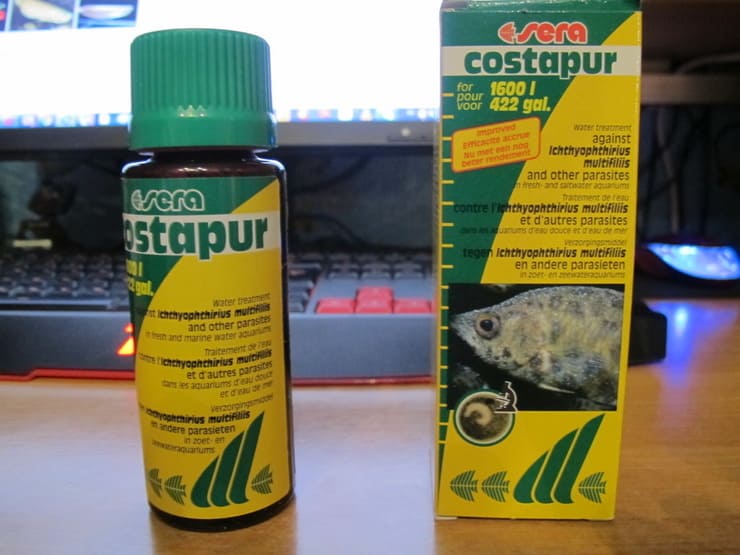 sera
ostapur
422 gal.
Water treatment
Ichthyophthirius multifiliis
and other parasites
in fresh and marine water aquariums
Traitement de l'eau
contre l'Ichthyophthirius multifiliis
et d'autres parasites
dans les aquariums d'eau douce
et d'eau de mer
Verzorgingsmiddel
Ichthyophthirius multifiliis
en andere parasieten
in zoet- en
zeewateraquariums
sera
costapur
for
pour
voor
1600 l
422 gal.
Improved
Efficacité accrue
Nu met een nog
beter rendement
Water treatment
against
Ichthyophthirius
multifiliis
and other parasites
in fresh- and saltwater aquariums
Traitement de l'eau
contre l'Ichthyophthirius multifiliis
et d'autres parasites
dans les aquariums d'eau douce et d'eau de mer
Verzorgingsmiddel
tegen Ichthyophthirius multifiliis
en andere parasieten
in zoet- en zeewateraquariums